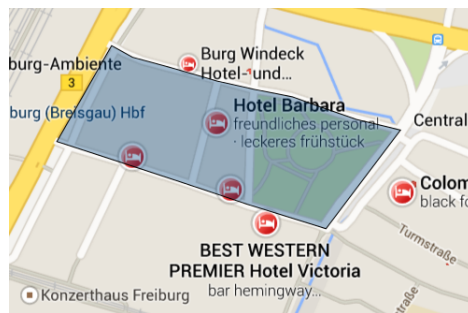 Burg Windeck
Hotel-und...
burg-Ambiente
3
Hotel Barbara
freundliches personal
· leckeres frühstück
burg (Breisgau) Hbf
Central
Colom
black fo
Turmstraße
BEST WESTERN
PREMIER Hotel Victoria
bar hemingway...
Konzerthaus Freiburg
straße